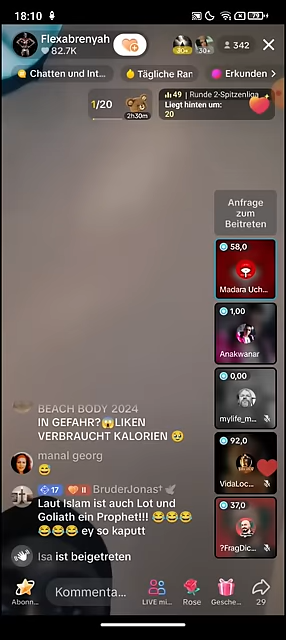 18:10
79
Flexabrenyah
82.7K
30+
30+
342
Chatten und Int...
Tägliche Ran
Erkunden >
1/20
2h30m
49 | Runde 2-Spitzenliga
Liegt hinten um:
20
Anfrage
zum
Beitreten
58,0
Madara Uch...
1,00
Anakwanar
0,00
mylife_m...
92,0
VidaLoc...
37,0
?FragDic...
BEACH BODY 2024
IN GEFAHR?😱LIKEN
VERBRAUCHT KALORIEN 🥹
manal georg
😅
17 II BruderJonas† 🕊
Laut Islam ist auch Lot und
Goliath ein Prophet!!! 😂😂😂
😂😂😂 ey so kaputt
Isa ist beigetreten
Abonn...
Kommenta...
LIVE mi...
Rose
Gesche...
29